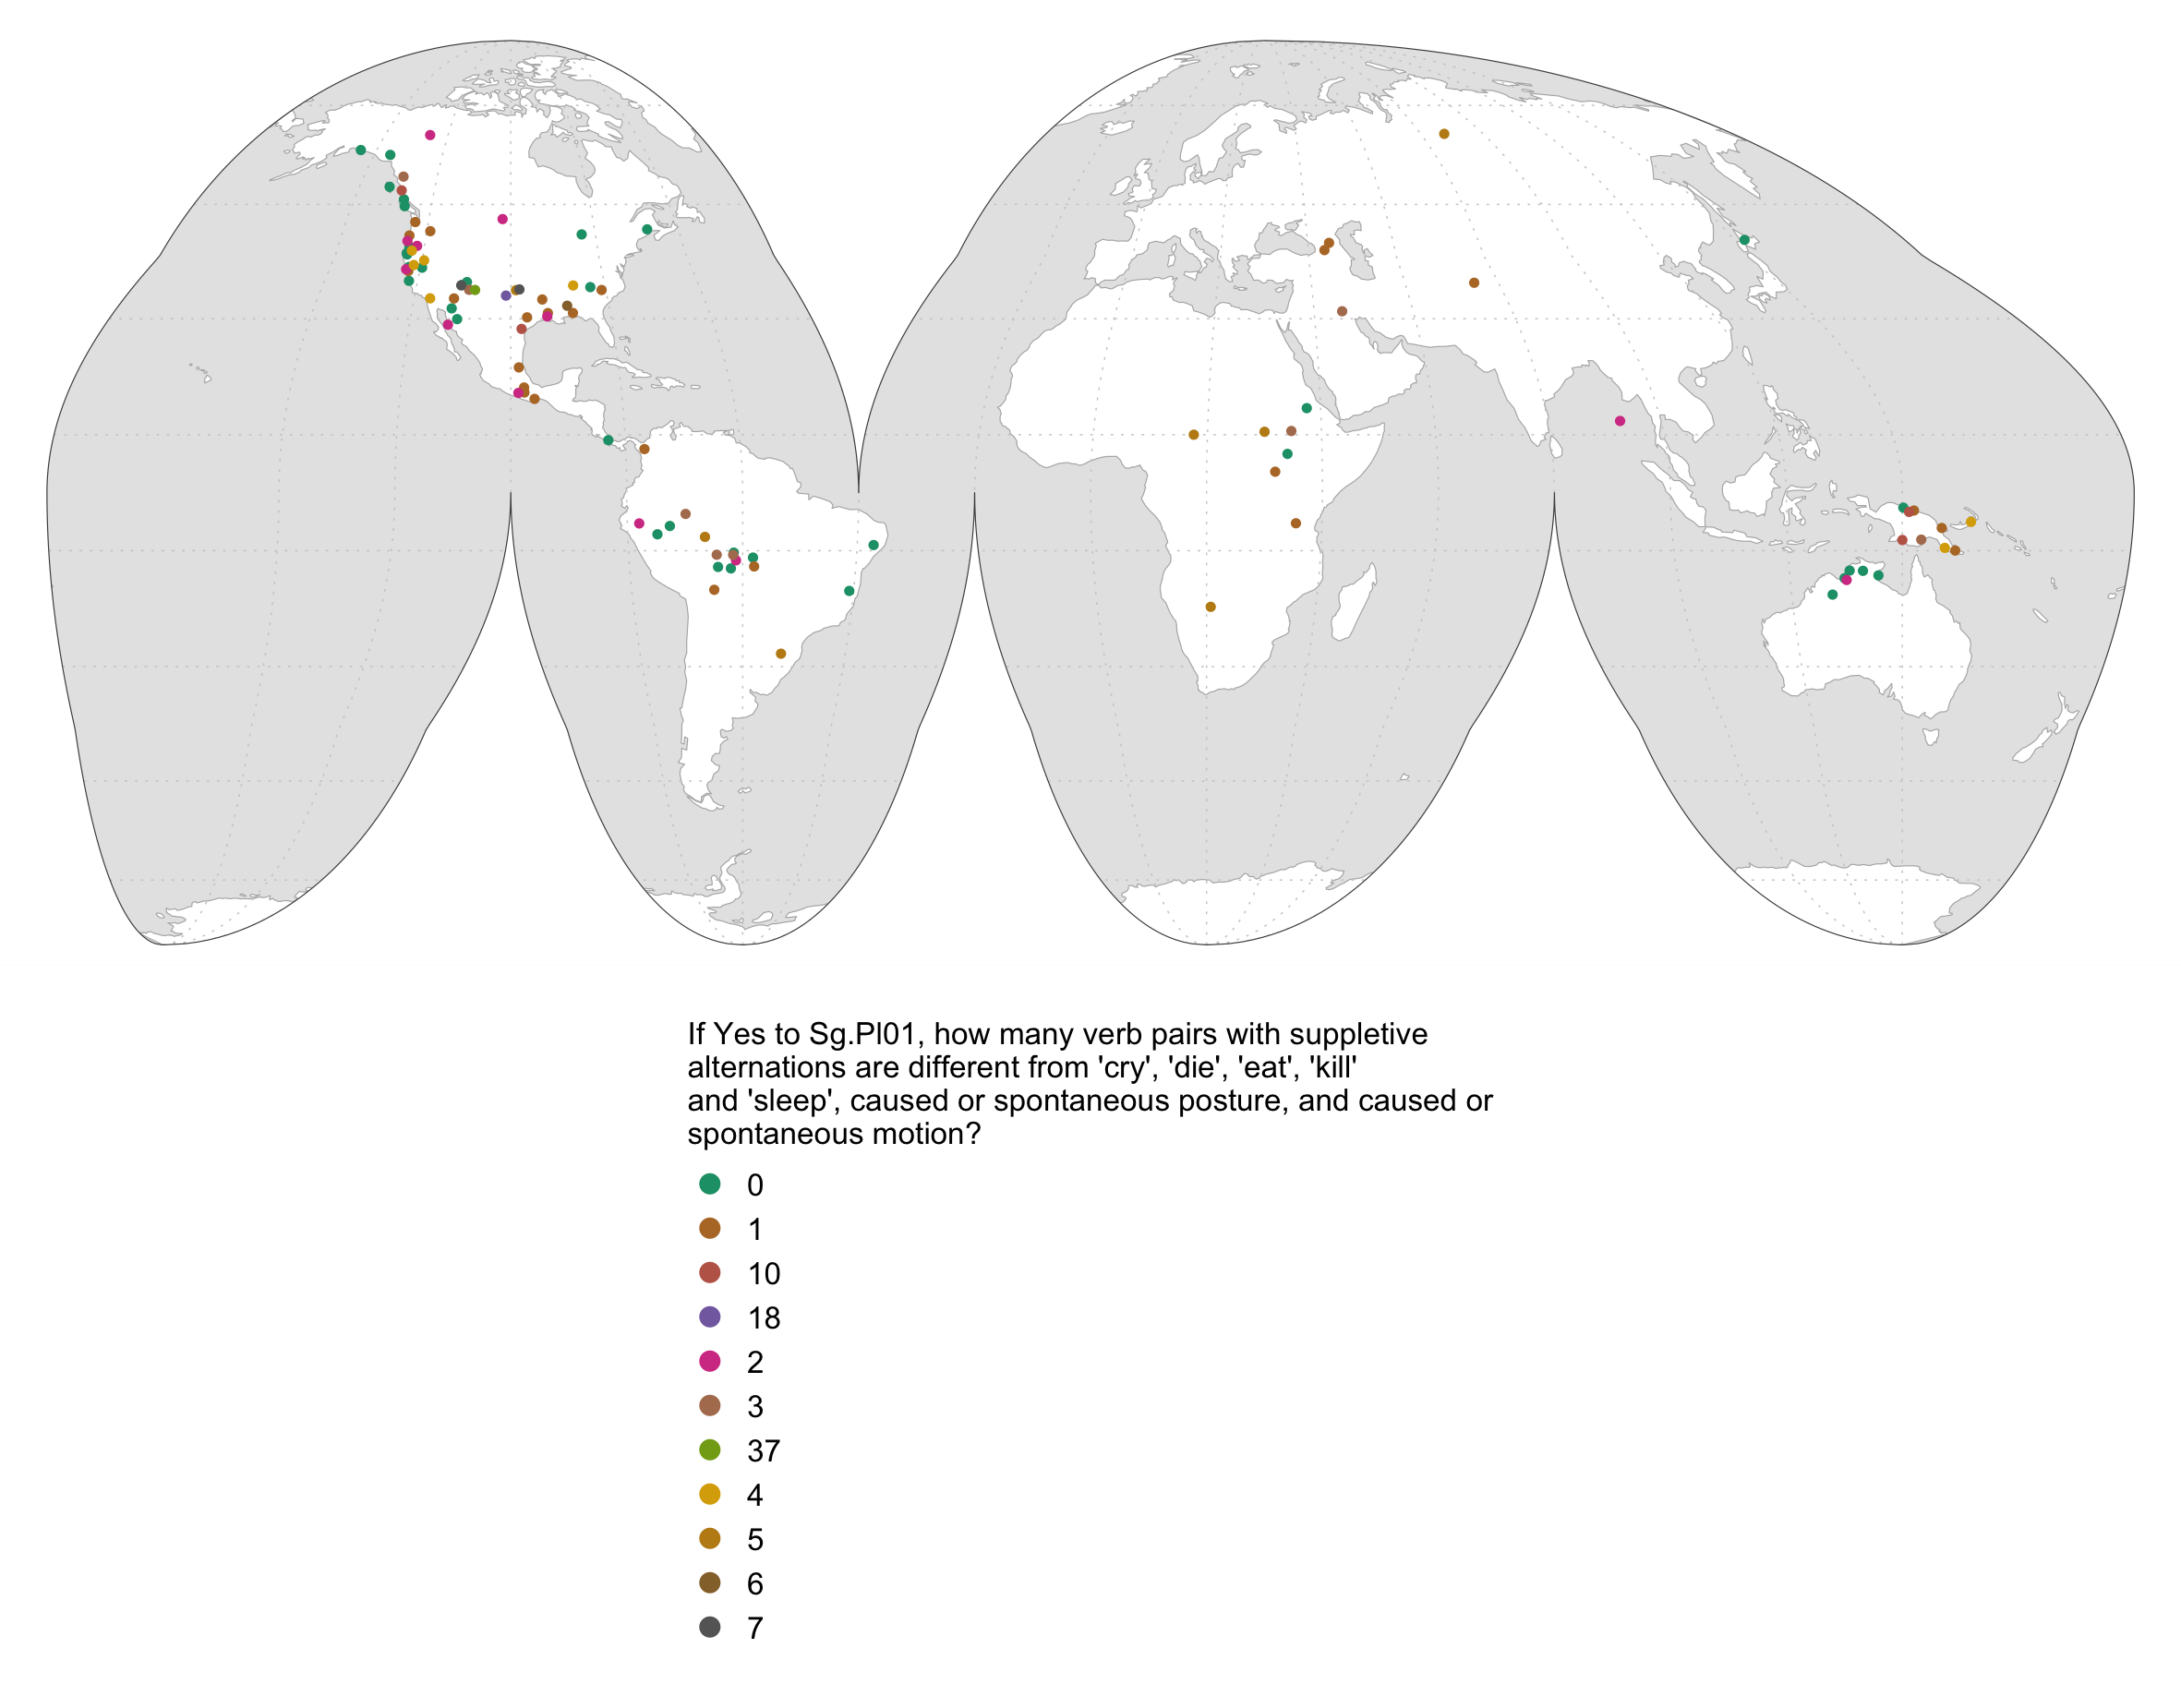 If Yes to Sg.Pl01, how many verb pairs with suppletive
alternations are different from 'cry', 'die', 'eat', 'kill'
and 'sleep', caused or spontaneous posture, and caused or
spontaneous motion?
0
1
10
18
2
3
37
4
5
6
7